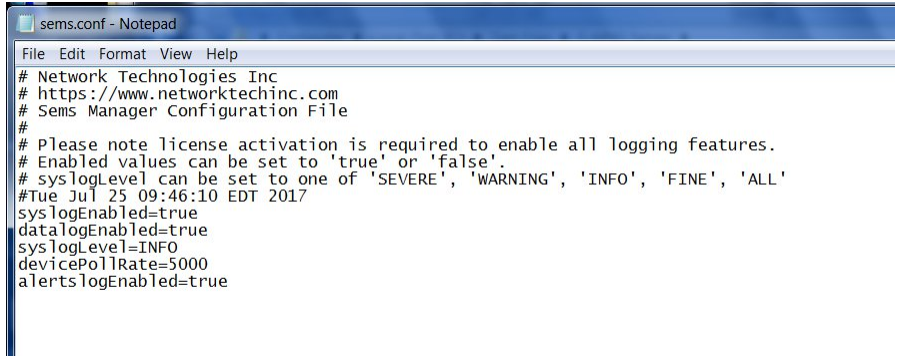 sems.conf - Notepad
File Edit Format View Help
# Network Technologies Inc
# https://www.networktechinc.com
# Sems Manager Configuration File
#
# Please note license activation is required to enable all logging features.
# Enabled values can be set to 'true' or 'false'.
# syslogLevel can be set to one of 'SEVERE', 'WARNING', 'INFO', 'FINE', 'ALL'
#Tue Jul 25 09:46:10 EDT 2017
syslogEnabled=true
datalogEnabled=true
syslogLevel=INFO
devicePollRate=5000
alertslogEnabled=true